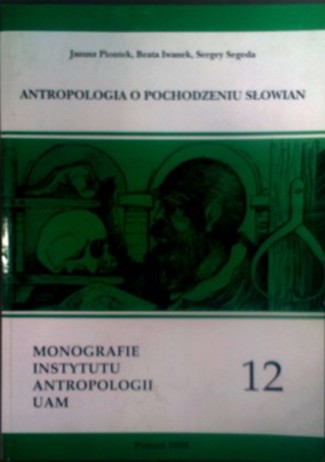 Janusz Piontek, Beata Iwanek, Sergey Segeda
ANTROPOLOGIA O POCHODZENIU SŁOWIAN
MONOGRAFIE
INSTYTUTU
ANTROPOLOGII
UAM
12
Poznań 2008